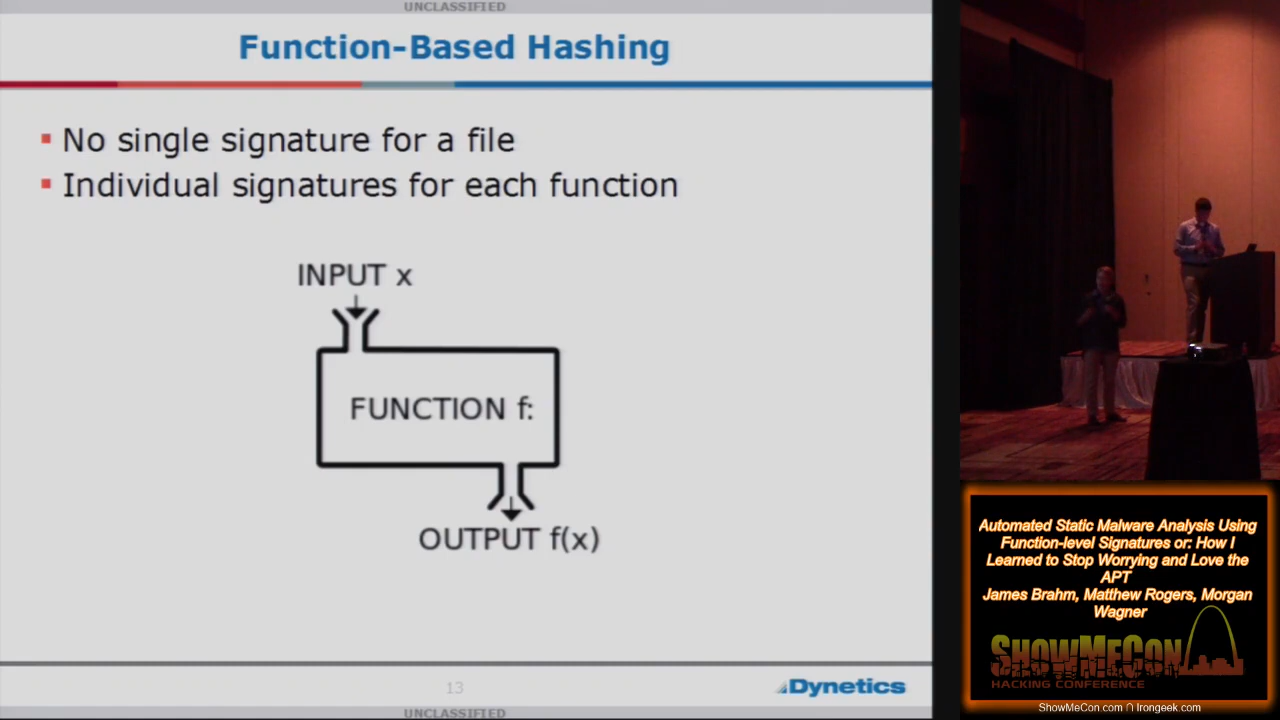 UNCLASSIFIED
Function-Based Hashing
No single signature for a file
Individual signatures for each function
INPUT x
FUNCTION f:
OUTPUT f(x)
13
Dynetics
UNCLASSIFIED
Automated Static Malware Analysis Using
Function-level Signatures or: How I
Learned to Stop Worrying and Love the
APT
James Brahm, Matthew Rogers, Morgan
Wagner
SHOWMECON
HACKING CONFERENCE
ShowMeCon.com ∩ Irongeek.com